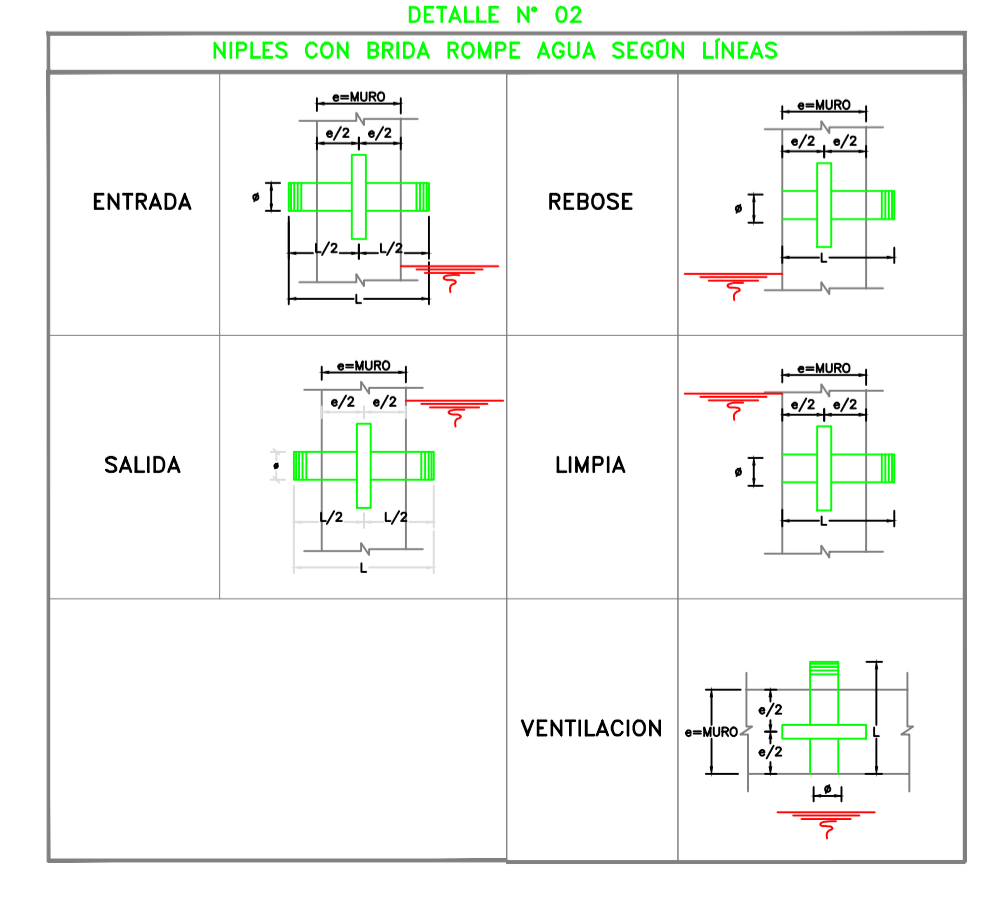 DETALLE N° 02
NIPLES CON BRIDA ROMPE AGUA SEGÚN LÍNEAS
ENTRADA
e=MURO
e/2 e/2
ø
L/2 L/2
L
REBOSE
e=MURO
e/2 e/2
ø
L
SALIDA
e=MURO
e/2 e/2
ø
L/2 L/2
L
LIMPIA
e=MURO
e/2 e/2
ø
L
VENTILACION
e/2
e=MURO
L
e/2
ø